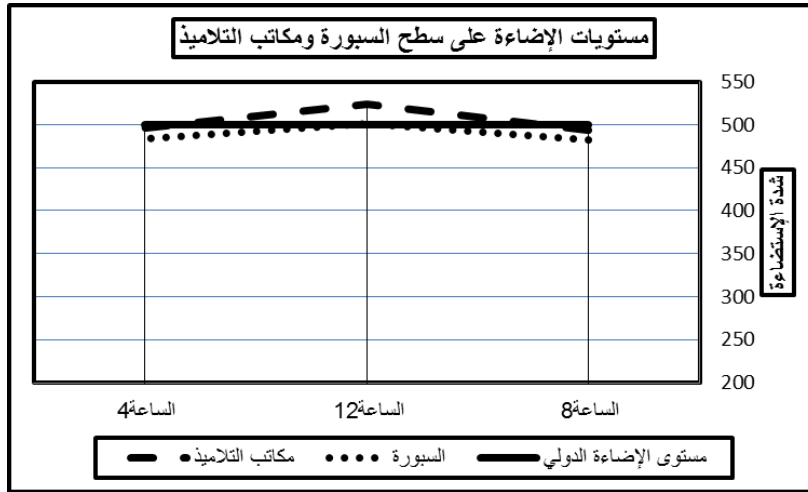 مستويات الإضاءة على سطح السبورة ومكاتب التلاميذ
550
500
450
400
350
300
250
200
شدة الإستضاءة
الساعة8
الساعة12
الساعة4
مستوى الإضاءة الدولي
السبورة
مكاتب التلاميذ